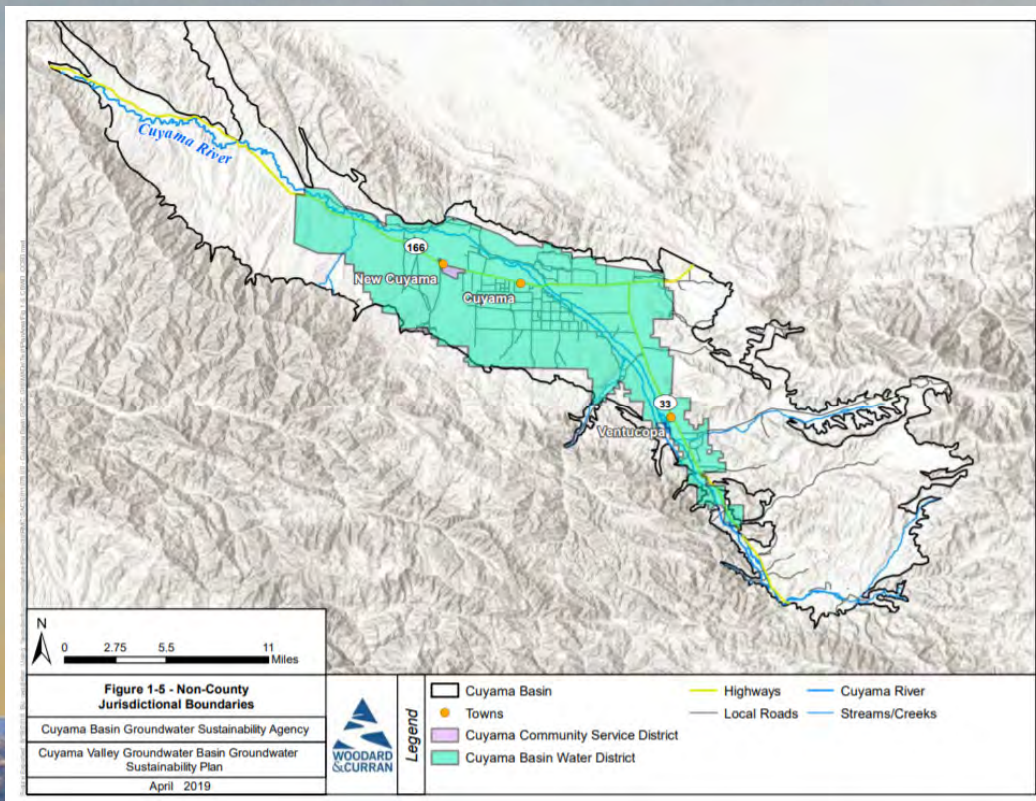 Cuyama River
166
New Cuyama
Cuyama
33
Ventucopa
N
0 2.75 5.5 11
Miles
Figure 1-5 - Non-County
Jurisdictional Boundaries
Cuyama Basin Groundwater Sustainability Agency
Cuyama Valley Groundwater Basin Groundwater
Sustainability Plan
April 2019
WOODARD
&CURRAN
Legend
Cuyama Basin
Towns
Cuyama Community Service District
Cuyama Basin Water District
Highways
Local Roads
Cuyama River
Streams/Creeks